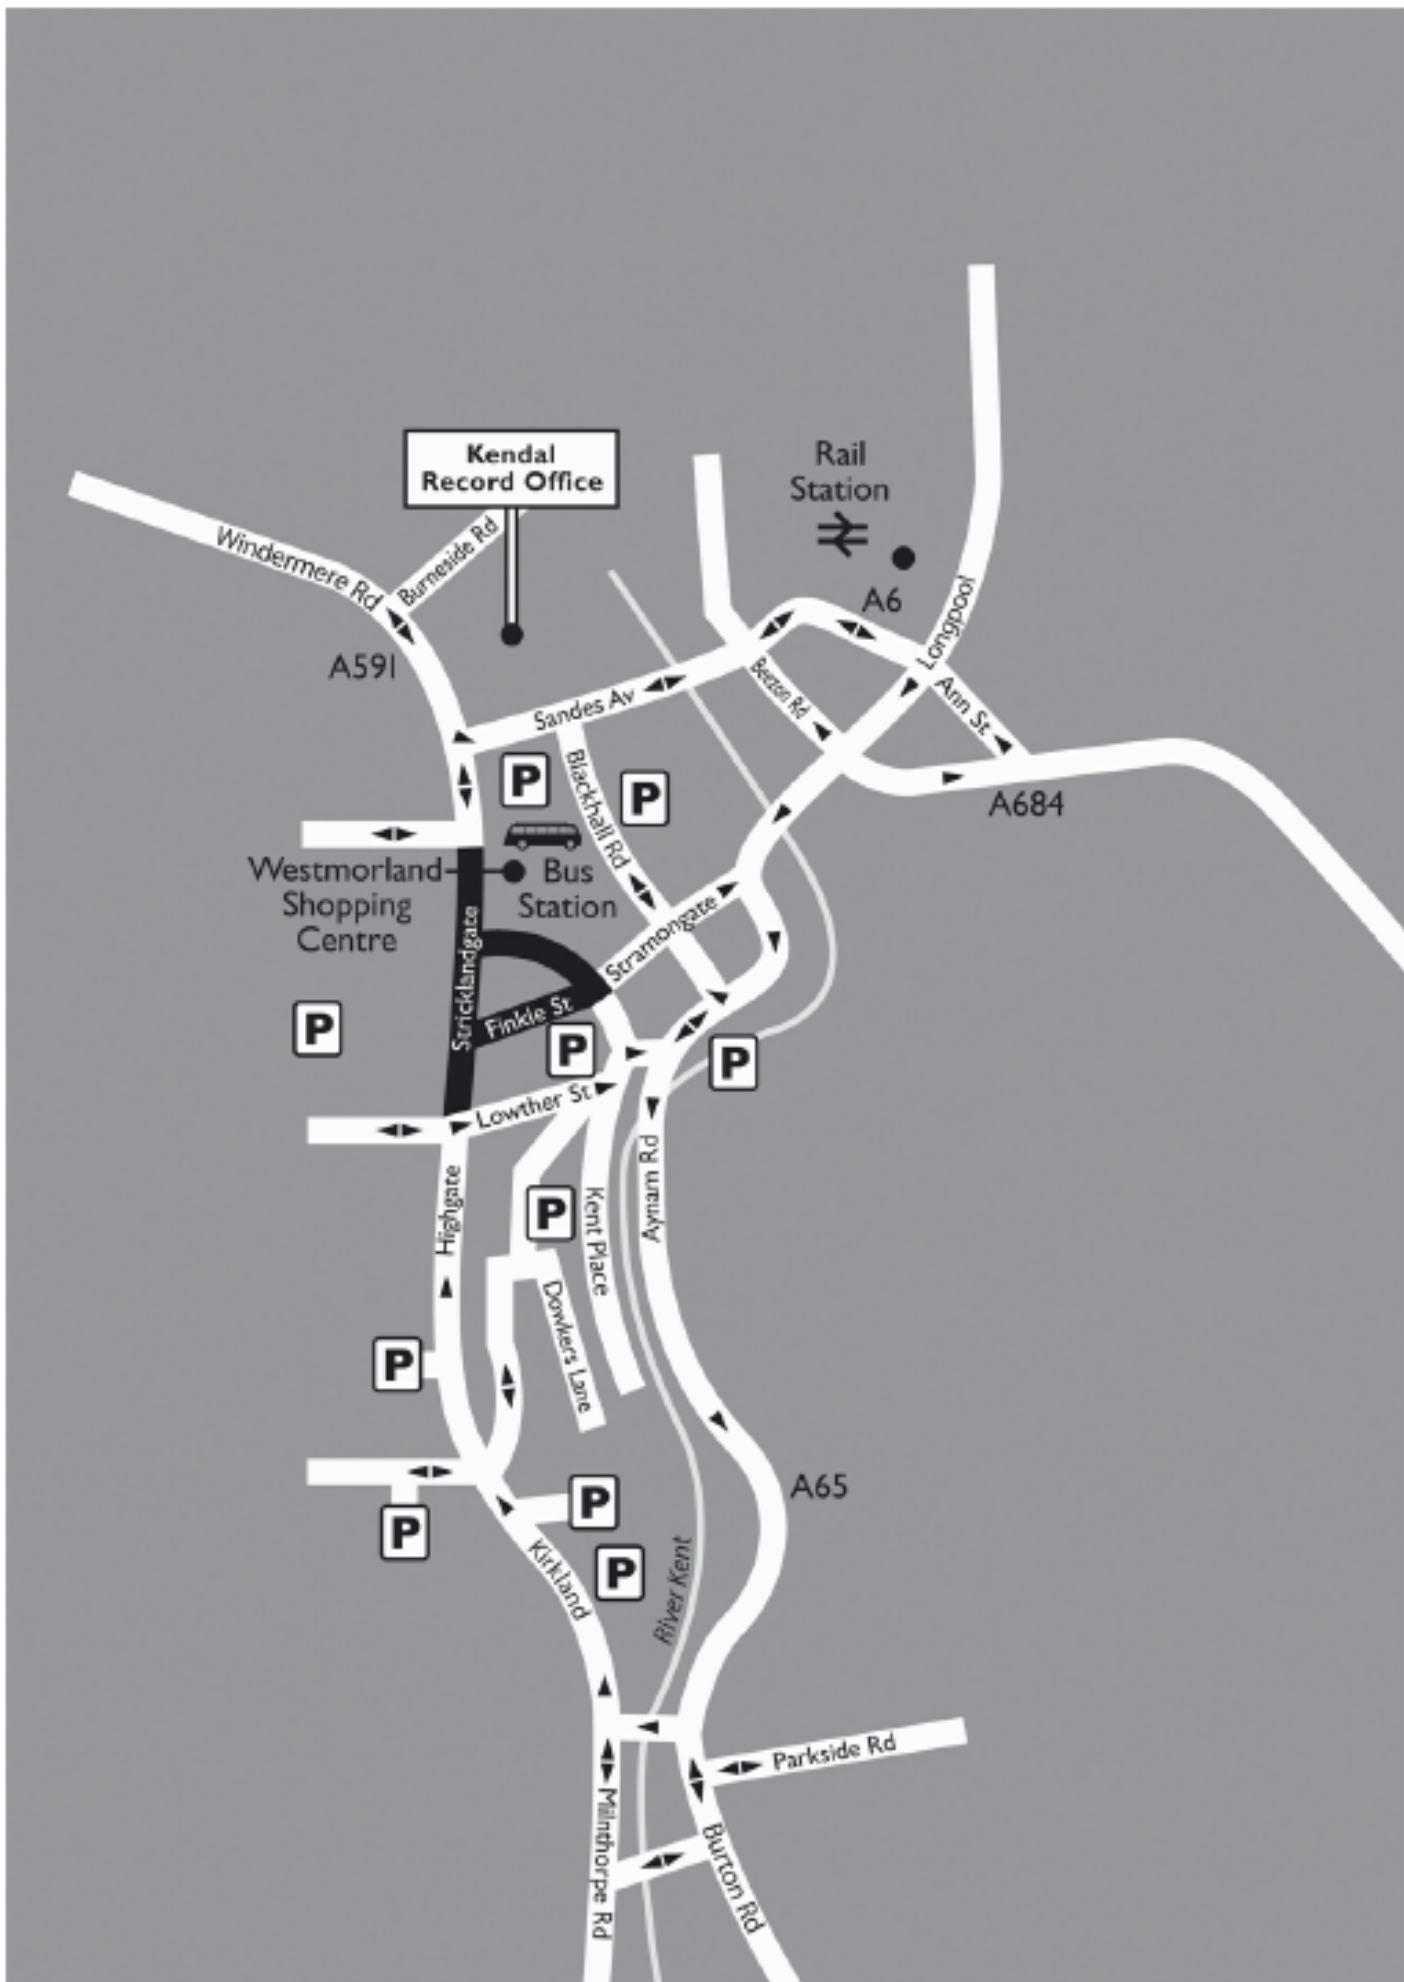 Kendal
Record Office
Rail
Station
Windermere Rd
Burneside Rd
A6
Longpool
A591
Beezon Rd
Ann St
Sandes Av
P
P
Blackhall Rd
A684
Westmorland
Shopping
Centre
Bus
Station
Stricklandgate
Stramongate
Finkle St
P
P
P
Lowther St
Highgate
Aynam Rd
P
Kent Place
Dowkers Lane
P
A65
P
P
P
Kirkland
River Kent
Parkside Rd
Milnthorpe Rd
Burton Rd